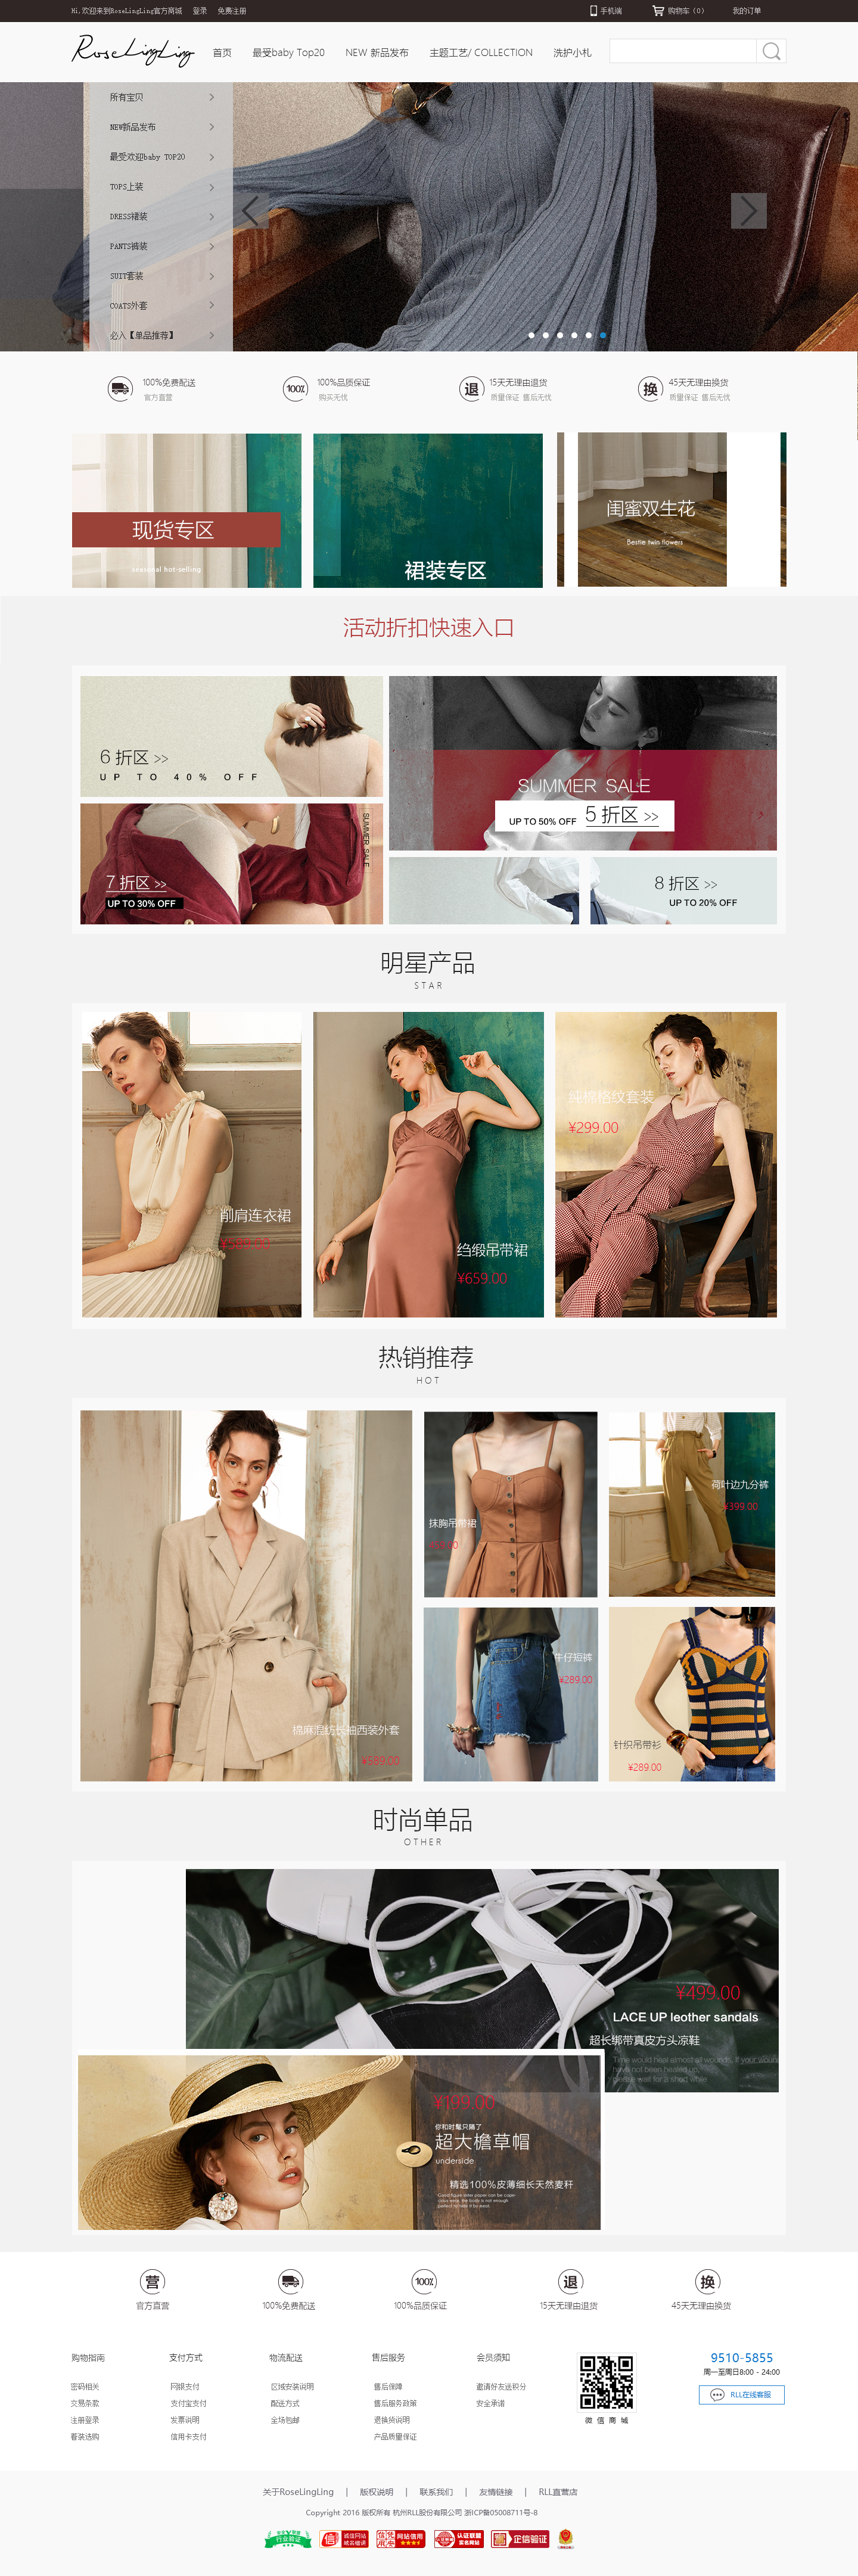 Hi,欢迎来到RoseLingLing官方商城 登录 免费注册 手机端 购物车（0） 我的订单
RoseLingLing
首页 最受baby Top20 NEW 新品发布 主题工艺/ COLLECTION 洗护小札
所有宝贝
NEW新品发布
最受欢迎baby TOP20
TOPS上装
DRESS裙装
PANTS裤装
SUIT套装
COATS外套
必入【单品推荐】
100%免费配送
官方直营
100%
100%品质保证
购买无忧
退
15天无理由退货
质量保证 售后无忧
换
45天无理由换货
质量保证 售后无忧
现货专区
seasonal hot-selling
裙装专区
闺蜜双生花
Bestie twin flowers
活动折扣快速入口
6 折区 >>
UP TO 40% OFF
SUMMER SALE
UP TO 50% OFF 5 折区 >>
SUMMER SALE
7 折区 >>
UP TO 30% OFF
8 折区 >>
UP TO 20% OFF
明星产品
STAR
削肩连衣裙
绉缎吊带裙
¥659.00
纯棉格纹套装
¥299.00
热销推荐
HOT
棉麻混纺长袖西装外套
¥589.00
抹胸吊带裙
荷叶边九分裤
¥399.00
牛仔短裤
¥289.00
针织吊带衫
¥289.00
时尚单品
OTHER
¥499.00
LACE UP leother sandals
超长绑带真皮方头凉鞋
¥199.00
你和时髦只隔了
超大檐草帽
underside
精选100%皮薄细长天然麦秆
营
官方直营
100%免费配送
100%
100%品质保证
退
15天无理由退货
换
45天无理由换货
购物指南
密码相关
交易条款
注册登录
着装选购
支付方式
网银支付
支付宝支付
发票说明
信用卡支付
物流配送
区域安装说明
配送方式
全场包邮
售后服务
售后保障
售后服务政策
退换货说明
产品质量保证
会员须知
邀请好友送积分
安全承诺
微信商城
9510-5855
周一至周日8:00 - 24:00
RLL在线客服
关于RoseLingLing | 版权说明 | 联系我们 | 友情链接 | RLL直营店
Copyright 2016 版权所有 杭州RLL股份有限公司 浙ICP备05008711号-8
行业验证
诚信网站
网站信用
认证联盟
实名网站
企信验证